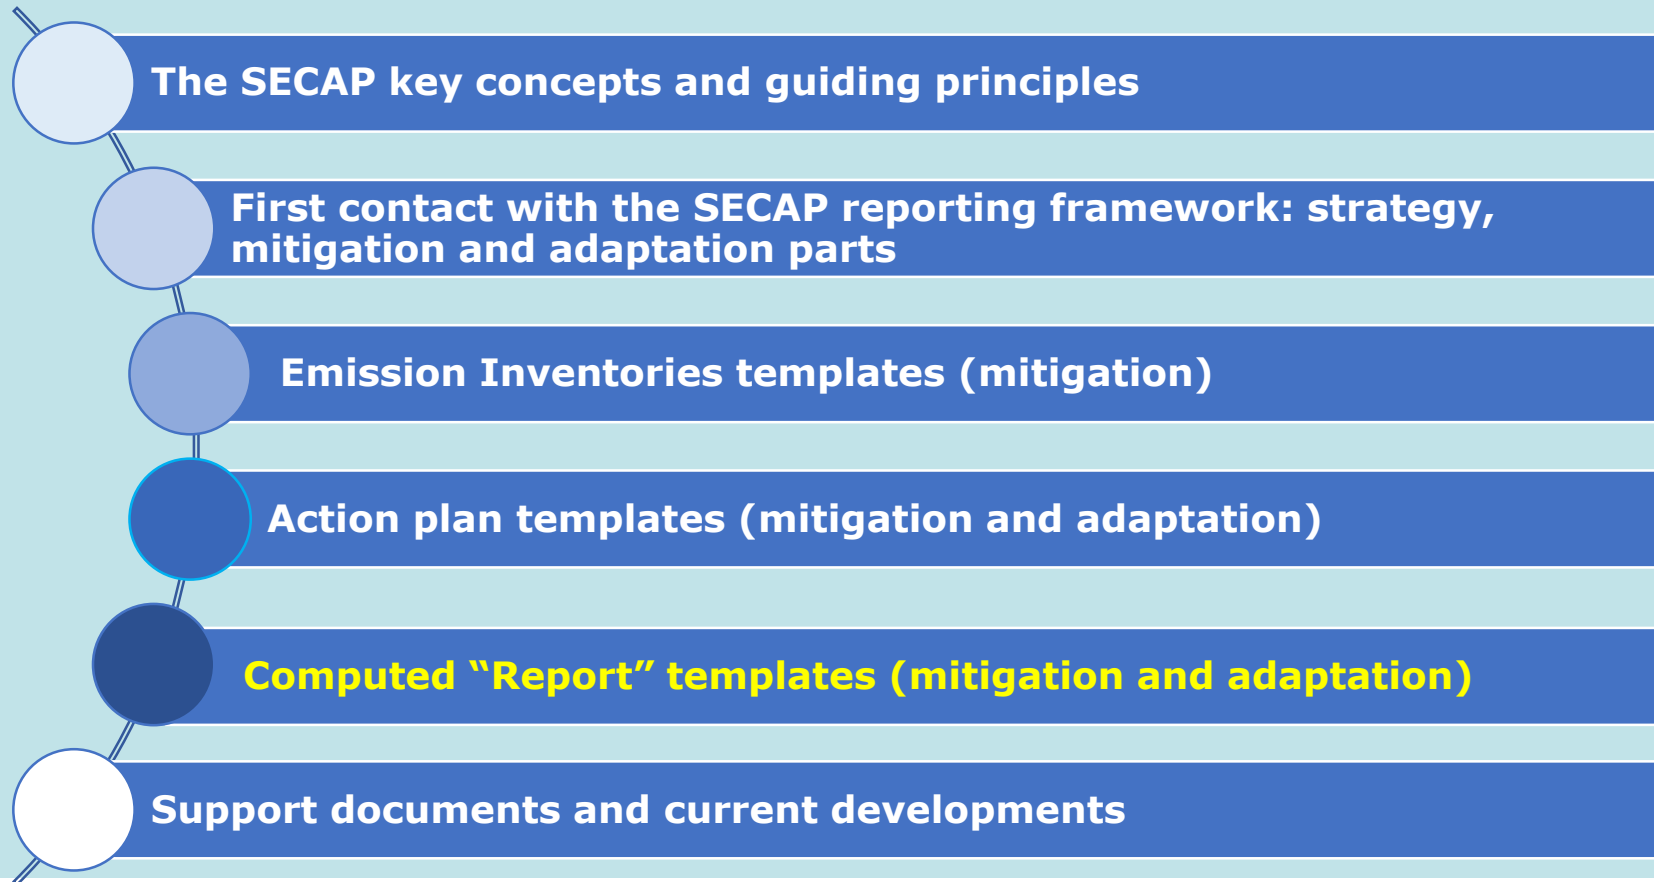 The SECAP key concepts and guiding principles
First contact with the SECAP reporting framework: strategy,
mitigation and adaptation parts
Emission Inventories templates (mitigation)
Action plan templates (mitigation and adaptation)
Computed “Report” templates (mitigation and adaptation)
Support documents and current developments